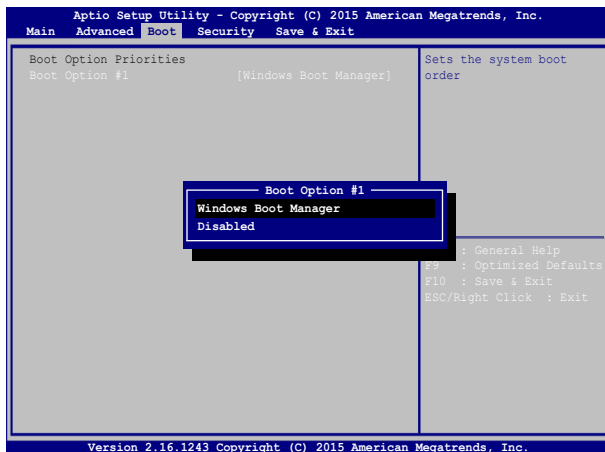 Aptio Setup Utility - Copyright (C) 2015 American Megatrends, Inc.
Main Advanced Boot Security Save & Exit
Boot Option Priorities
Boot Option #1 [Windows Boot Manager]
Sets the system boot
order
Boot Option #1
Windows Boot Manager
Disabled
: General Help
F9 : Optimized Defaults
F10 : Save & Exit
ESC/Right Click : Exit
Version 2.16.1243 Copyright (C) 2015 American Megatrends, Inc.